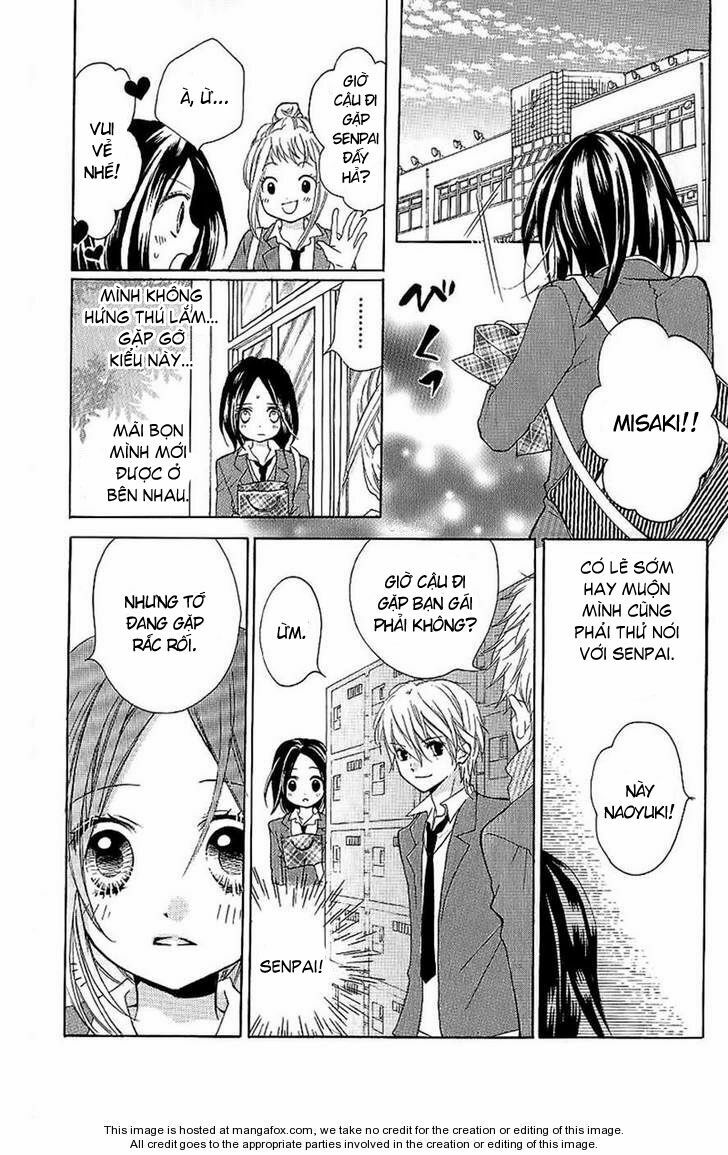 MISAKI!!
GIỜ
CẬU ĐI
GẶP
SENPAI
ĐẤY
HẢ?
À, Ừ...
VUI
VẺ
NHÉ!
MÌNH KHÔNG
HỨNG THÚ LẮM...
GẶP GỠ
KIỂU NÀY...
MÃI BỌN
MÌNH MỚI
ĐƯỢC Ở
BÊN NHAU.
CÓ LẼ SỚM
HAY MUỘN
MÌNH CŨNG
PHẢI THỬ NÓI
VỚI SENPAI.
NÀY
NAOYUKI!
GIỜ CẬU ĐI
GẶP BẠN GÁI
PHẢI KHÔNG?
ỪM.
SENPAI!
NHƯNG TỚ
ĐANG GẶP
RẮC RỐI.
This image is hosted at mangafox.com, we take no credit for the creation or editing of this image.
All credit goes to the appropriate parties involved in the creation or editing of this image.